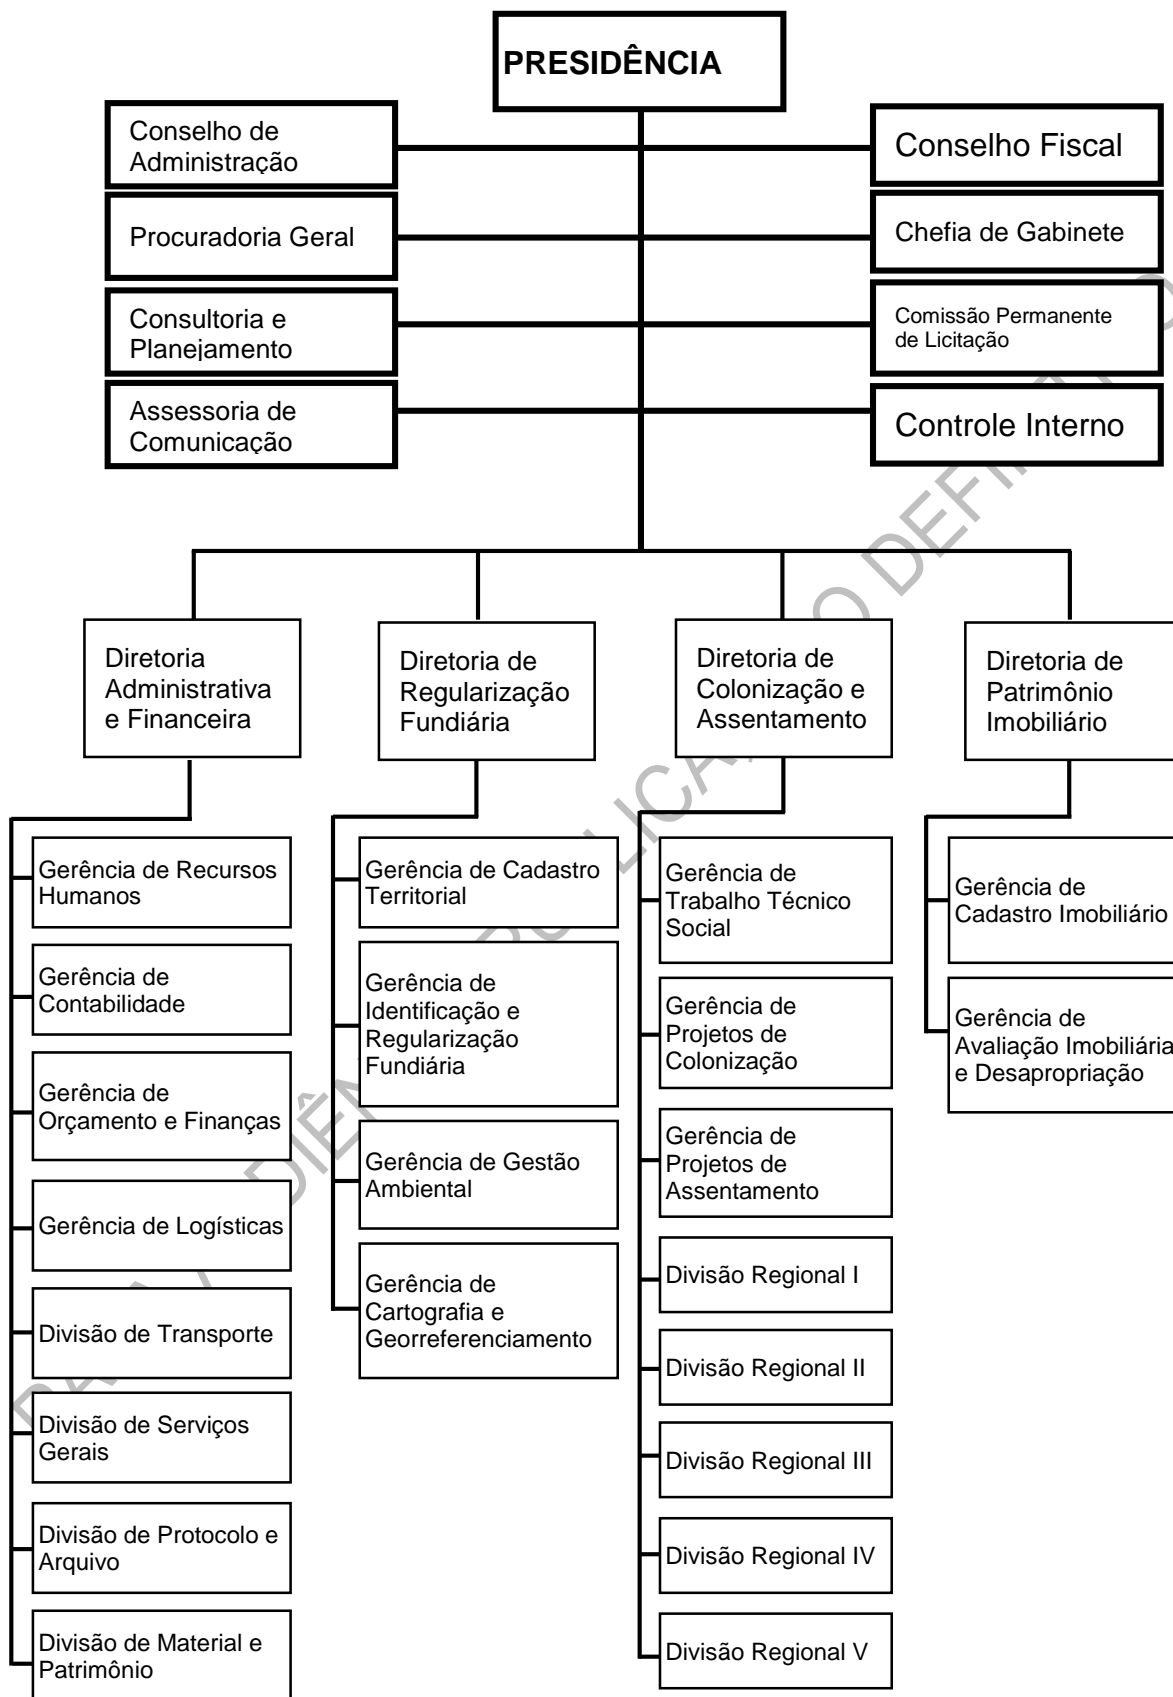 PRESIDÊNCIA
Conselho de
Administração
Conselho Fiscal
Procuradoria Geral
Chefia de Gabinete
Consultoria e
Planejamento
Comissão Permanente
de Licitação
Assessoria de
Comunicação
Controle Interno
Diretoria
Administrativa
e Financeira
Diretoria de
Regularização
Fundiária
Diretoria de
Colonização e
Assentamento
Diretoria de
Patrimônio
Imobiliário
Gerência de Recursos
Humanos
Gerência de
Contabilidade
Gerência de
Orçamento e Finanças
Gerência de Logísticas
Divisão de Transporte
Divisão de Serviços
Gerais
Divisão de Protocolo e
Arquivo
Divisão de Material e
Patrimônio
Gerência de Cadastro
Territorial
Gerência de
Identificação e
Regularização
Fundiária
Gerência de Gestão
Ambiental
Gerência de
Cartografia e
Georreferenciamento
Gerência de
Trabalho Técnico
Social
Gerência de
Projetos de
Colonização
Gerência de
Projetos de
Assentamento
Divisão Regional I
Divisão Regional II
Divisão Regional III
Divisão Regional IV
Divisão Regional V
Gerência de
Cadastro Imobiliário
Gerência de
Avaliação Imobiliária
e Desapropriação